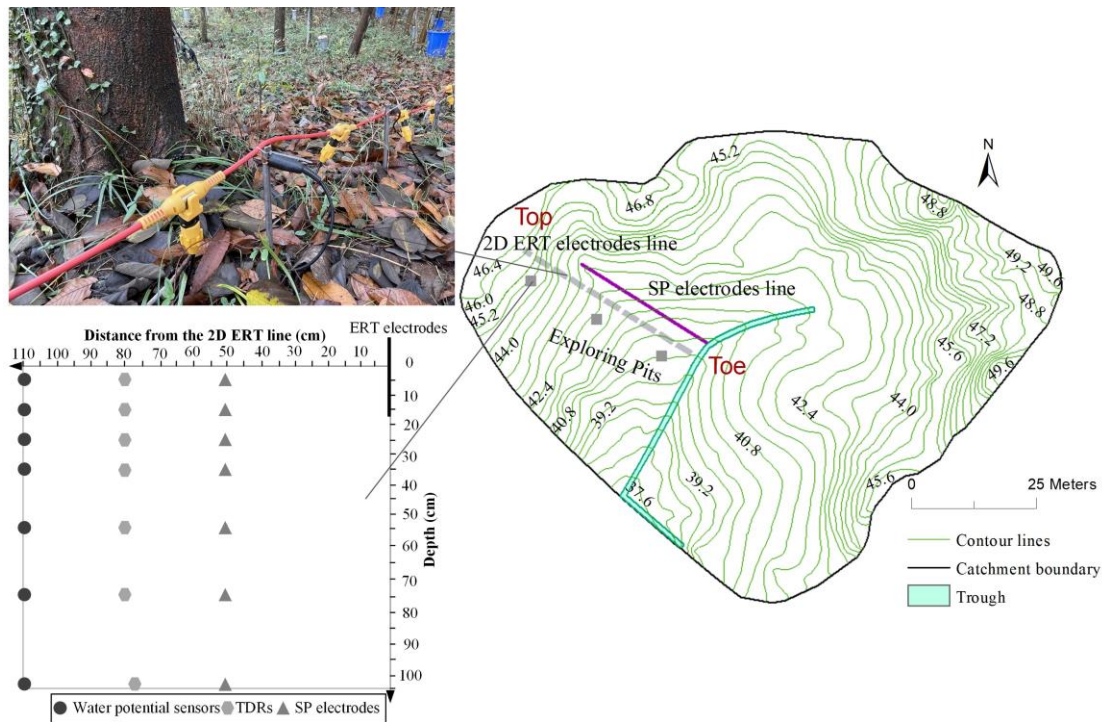 Distance from the 2D ERT line (cm)
ERT electrodes
110 100 90 80 70 60 50 40 30 20 10
0
10
20
30
40
50
60
70
80
90
100
Depth (cm)
Water potential sensors TDRs SP electrodes
N
Top
2D ERT electrodes line
SP electrodes line
Exploring Pits
Toe
45.2
46.8
46.4
46.0
45.2
44.0
42.4
40.8
39.2
37.6
39.2
40.8
42.4
44.0
45.6
45.6
47.2
48.8
49.2
49.6
48.8
49.6
0 25 Meters
Contour lines
Catchment boundary
Trough